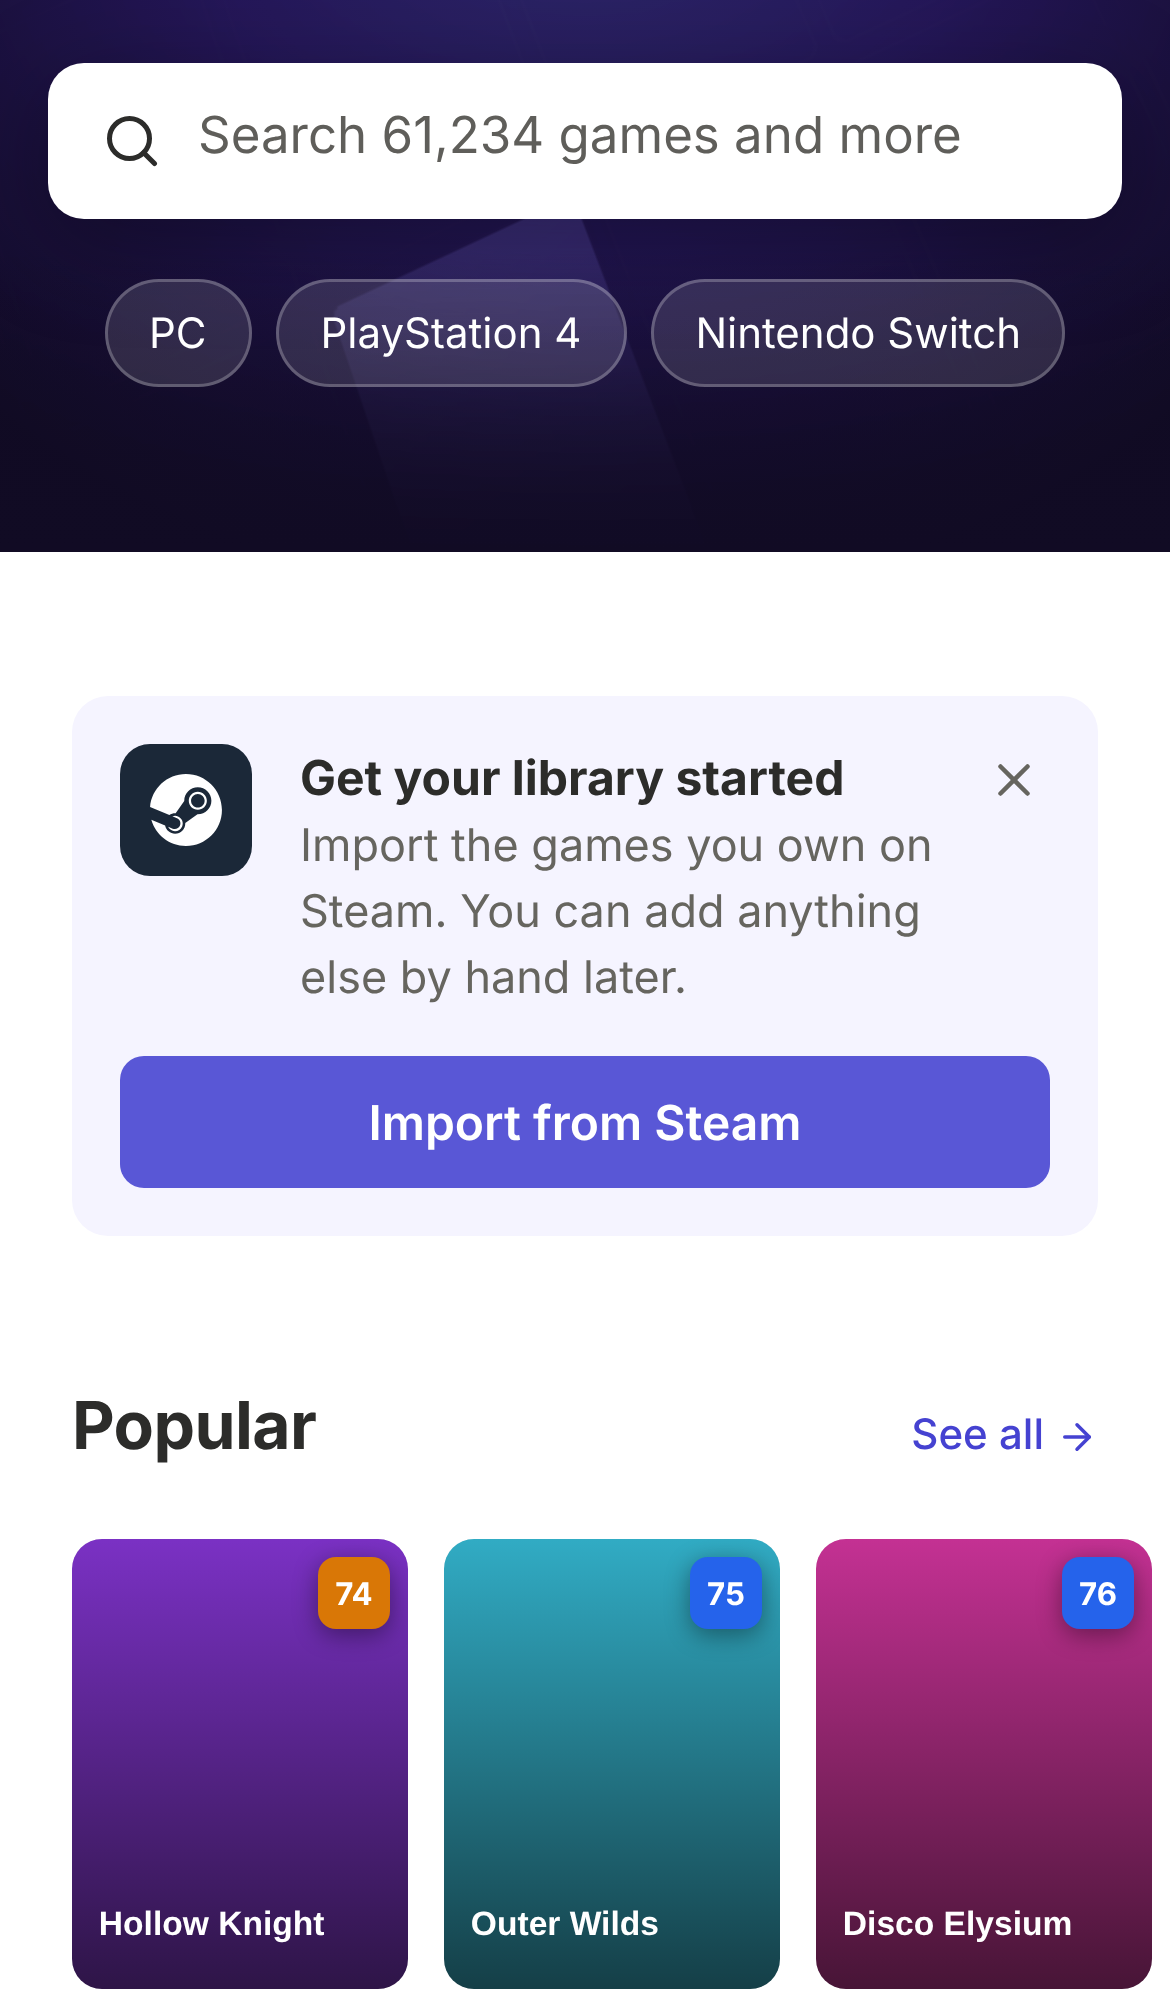 Search 61,234 games and more
PC
PlayStation 4
Nintendo Switch
Get your library started
Import the games you own on
Steam. You can add anything
else by hand later.
Import from Steam
Popular
See all
74
75
76
Hollow Knight
Outer Wilds
Disco Elysium